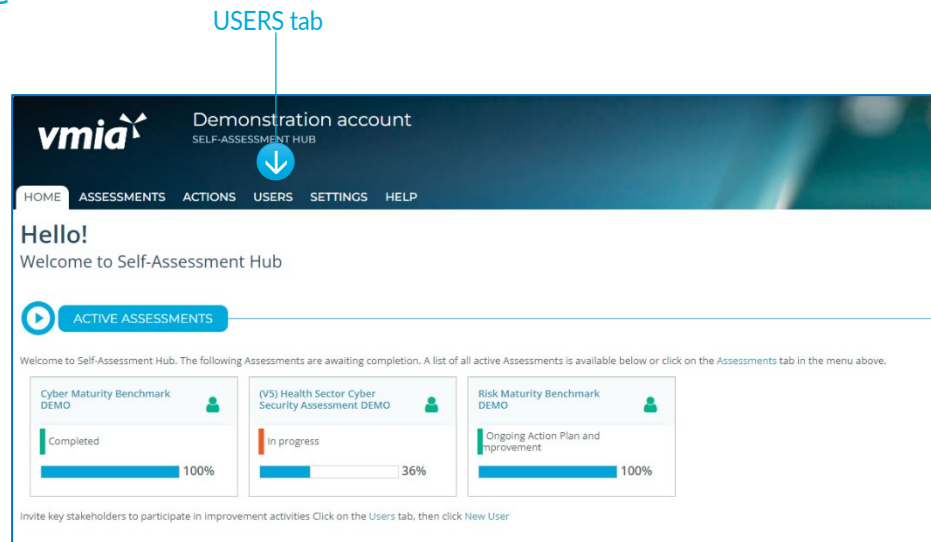 USERS tab
vmia
Demonstration account
SELF-ASSESSMENT HUB
HOME ASSESSMENTS ACTIONS USERS SETTINGS HELP
Hello!
Welcome to Self-Assessment Hub
ACTIVE ASSESSMENTS
Welcome to Self-Assessment Hub. The following Assessments are awaiting completion. A list of all active Assessments is available below or click on the Assessments tab in the menu above.
Cyber Maturity Benchmark
DEMO
Completed
100%
(V5) Health Sector Cyber
Security Assessment DEMO
In progress
36%
Risk Maturity Benchmark
DEMO
Ongoing Action Plan and
mprovement
100%
Invite key stakeholders to participate in improvement activities Click on the Users tab, then click New User